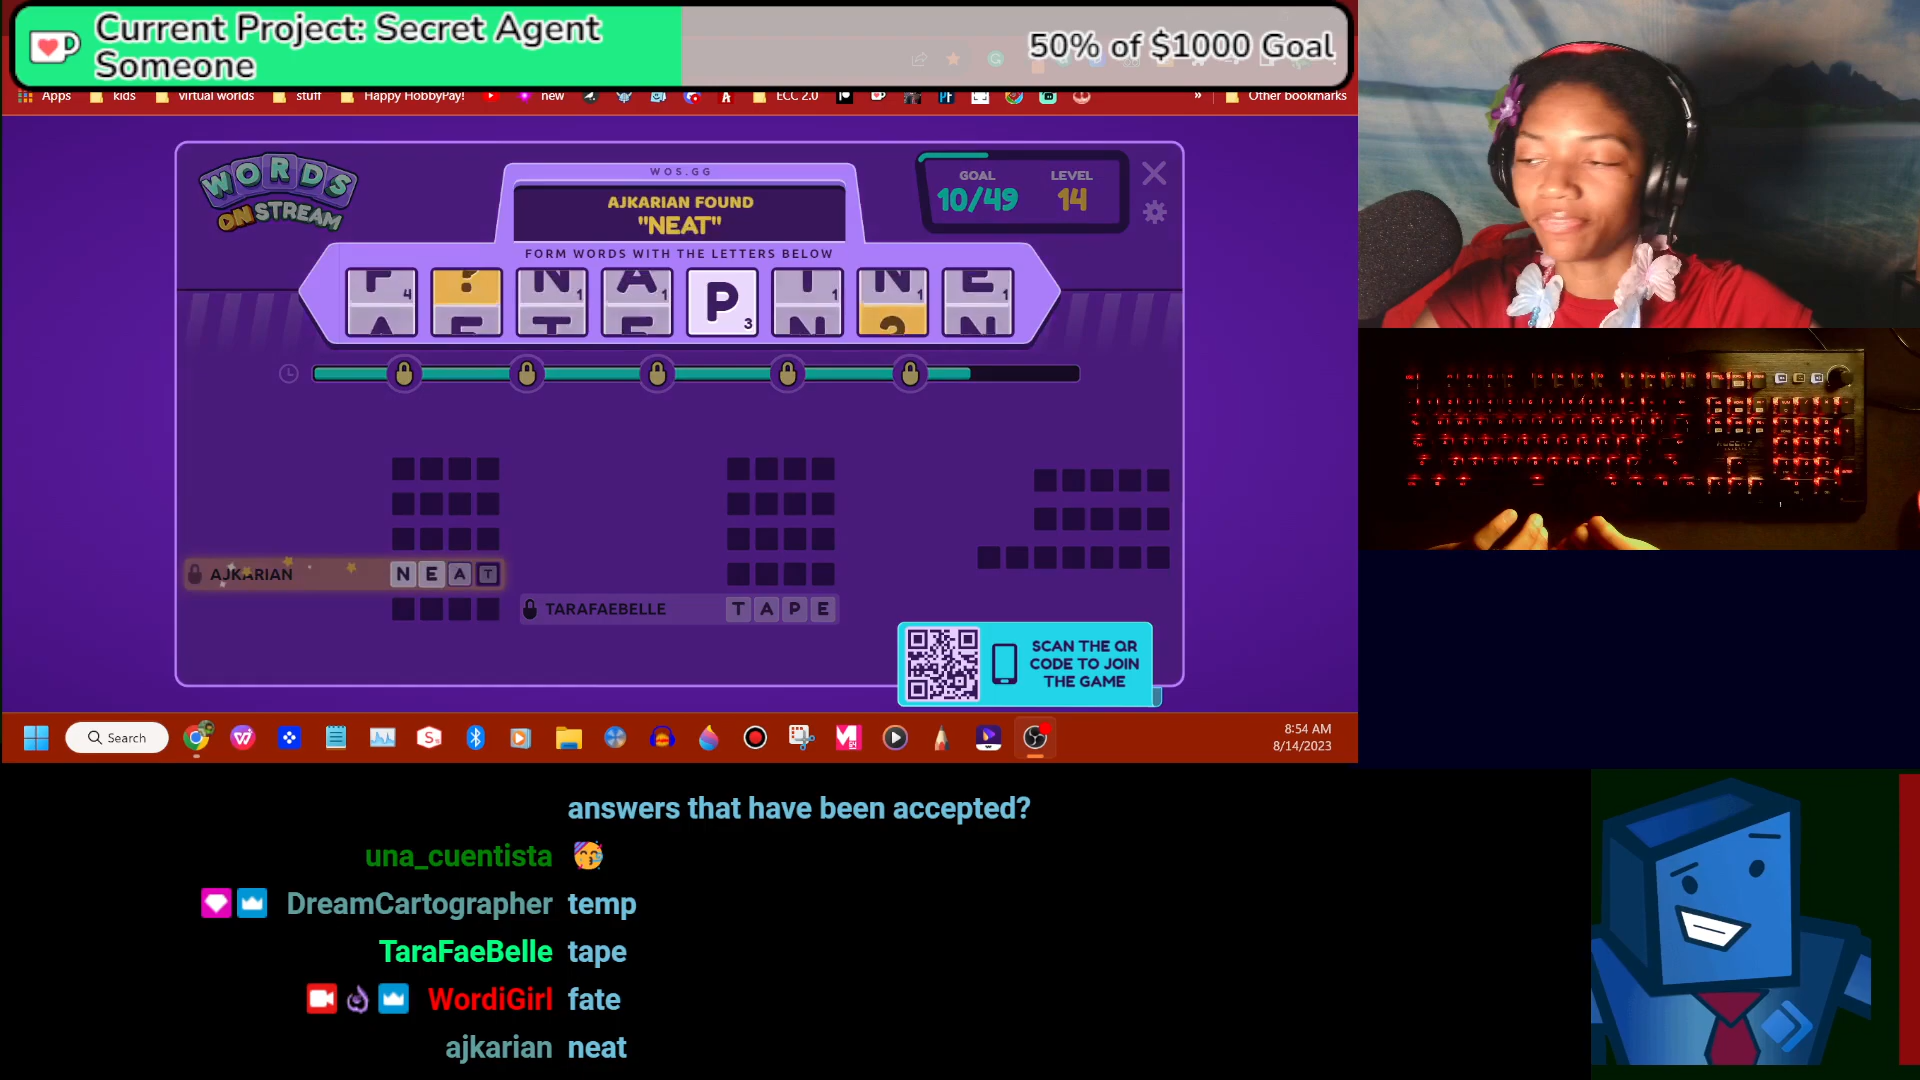 Current Project: Secret Agent
Someone
50% of $1000 Goal
Apps
kids
virtual worlds
stuff
Happy HobbyPay!
new
ECC 2.0
»
Other bookmarks
WORDS
ON STREAM
WOS.GG
AJKARIAN FOUND
"NEAT"
GOAL
10/49
LEVEL
14
FORM WORDS WITH THE LETTERS BELOW
P 3
AJKARIAN NEAT
TARAFAEBELLE TAPE
SCAN THE QR
CODE TO JOIN
THE GAME
Search
8:54 AM
8/14/2023
answers that have been accepted?
una_cuentista
DreamCartographer temp
TaraFaeBelle tape
WordiGirl fate
ajkarian neat